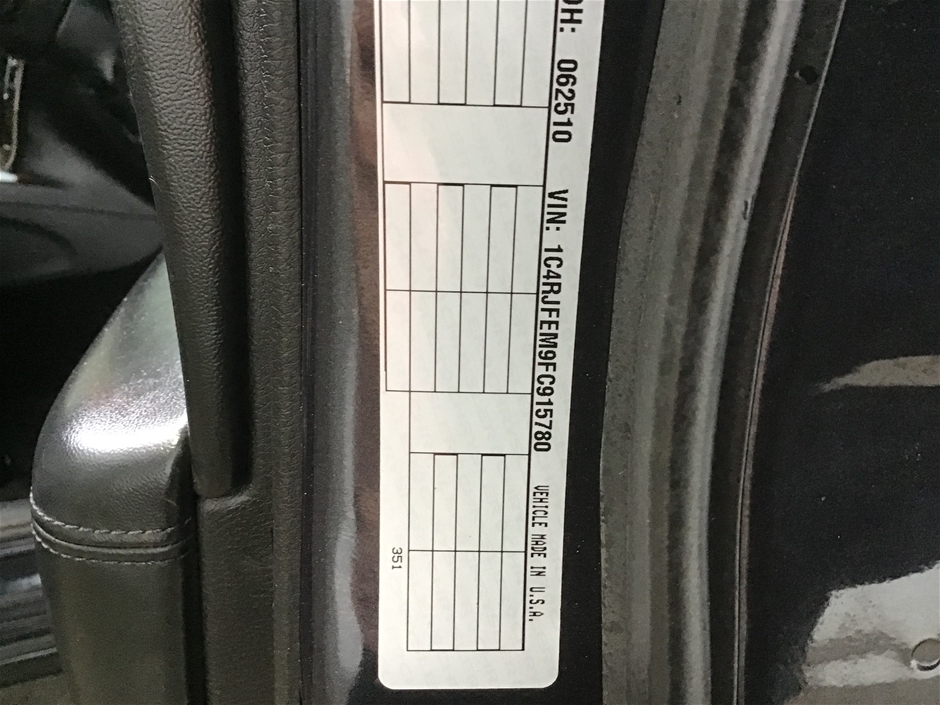 DH: 062510 VIN: 1C4RJFEM9FC915780 VEHICLE MADE IN U.S.A.
351